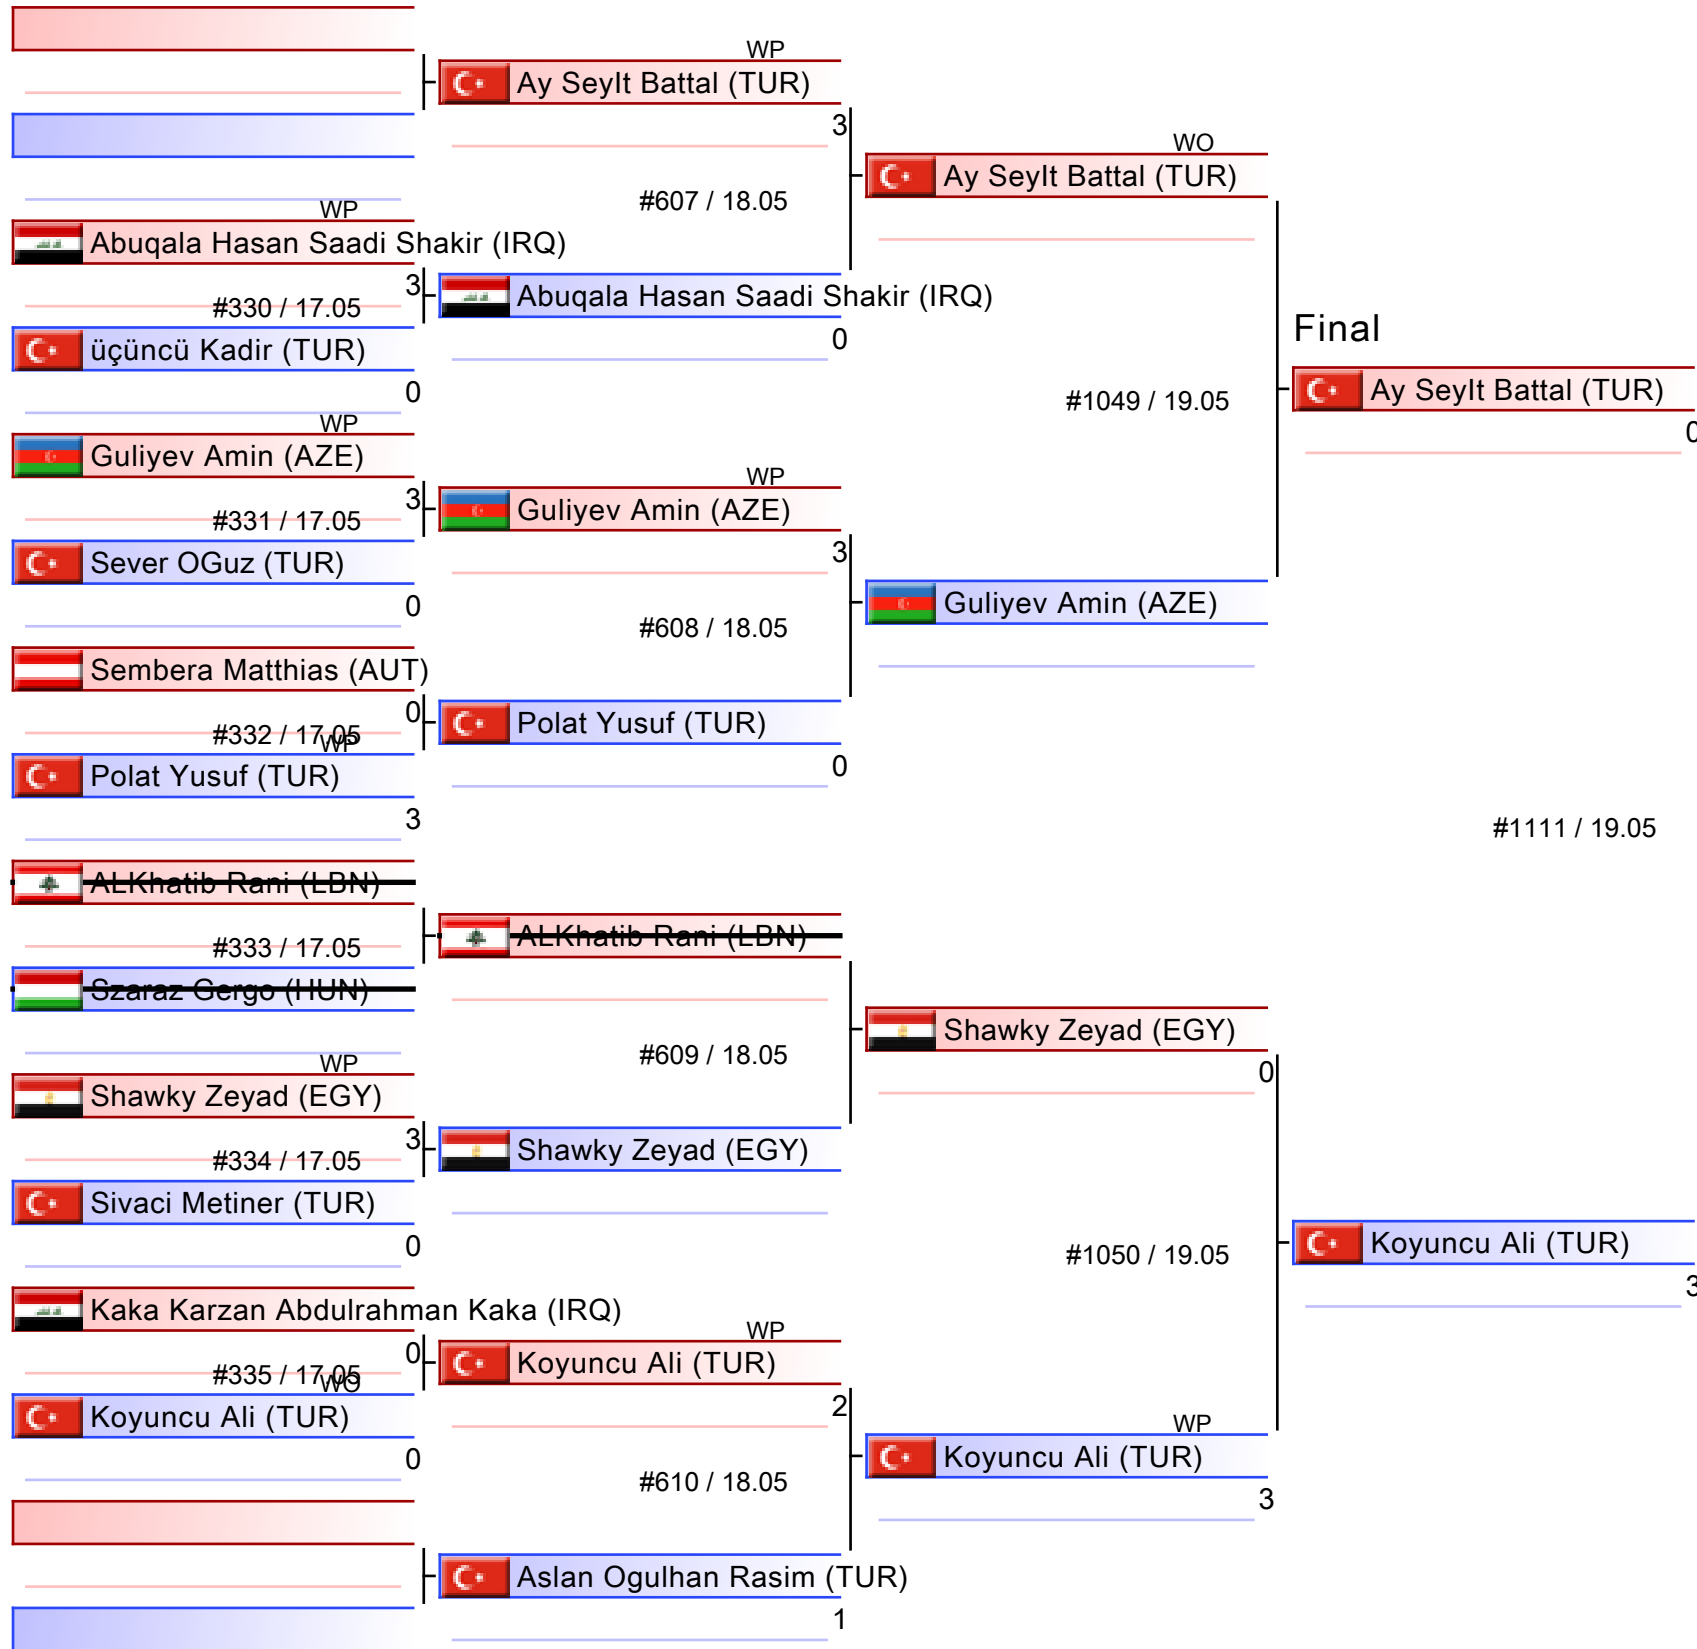 WP
Ay SeyIt Battal (TUR)
3
#607 / 18.05
WP
Abuqala Hasan Saadi Shakir (IRQ)
3
#330 / 17.05
üçüncü Kadir (TUR)
0
Abuqala Hasan Saadi Shakir (IRQ)
0
WO
Ay SeyIt Battal (TUR)
#1049 / 19.05
Final
Ay SeyIt Battal (TUR)
0
WP
Guliyev Amin (AZE)
3
#331 / 17.05
Sever OGuz (TUR)
0
WP
Guliyev Amin (AZE)
3
#608 / 18.05
Guliyev Amin (AZE)
Sembera Matthias (AUT)
0
#332 / 17.05
WP
Polat Yusuf (TUR)
3
Polat Yusuf (TUR)
0
#1111 / 19.05
ALKhatib Rani (LBN)
#333 / 17.05
Szaraz Gergo (HUN)
ALKhatib Rani (LBN)
#609 / 18.05
Shawky Zeyad (EGY)
0
WP
Shawky Zeyad (EGY)
3
#334 / 17.05
Sivaci Metiner (TUR)
0
Shawky Zeyad (EGY)
#1050 / 19.05
Koyuncu Ali (TUR)
3
Kaka Karzan Abdulrahman Kaka (IRQ)
0
#335 / 17.05
WO
Koyuncu Ali (TUR)
0
WP
Koyuncu Ali (TUR)
2
#610 / 18.05
WP
Koyuncu Ali (TUR)
3
Aslan Ogulhan Rasim (TUR)
1